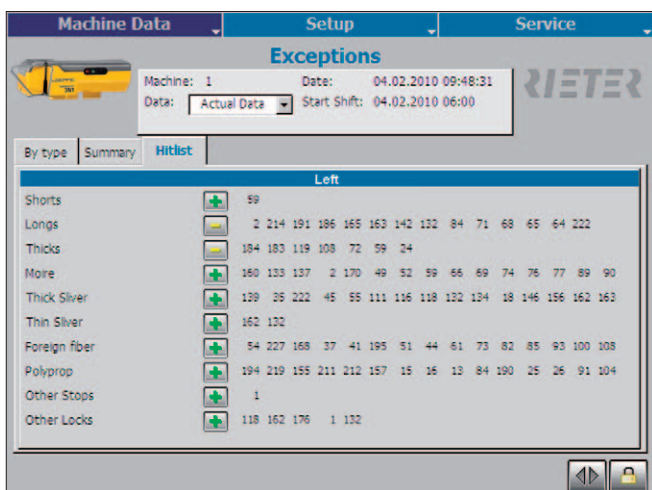 Machine Data Setup Service
Exceptions
Machine: 1 Date: 04.02.2010 09:48:31
Data: Actual Data Start Shift: 04.02.2010 06:00
RIETER
By type Summary Hitlist
Left
Shorts 59
Longs 2 214 191 186 165 163 142 132 84 71 68 65 64 222
Thicks 184 183 119 108 72 59 24
Moire 160 133 137 2 170 49 52 59 66 69 74 76 77 89 90
Thick Sliver 139 35 222 45 55 111 116 118 132 134 18 146 156 162 163
Thin Sliver 162 132
Foreign fiber 54 227 168 37 41 195 51 44 61 73 82 85 93 100 108
Polyprop 194 219 155 211 212 157 15 16 13 84 190 25 26 91 104
Other Stops 1
Other Locks 118 162 176 1 132